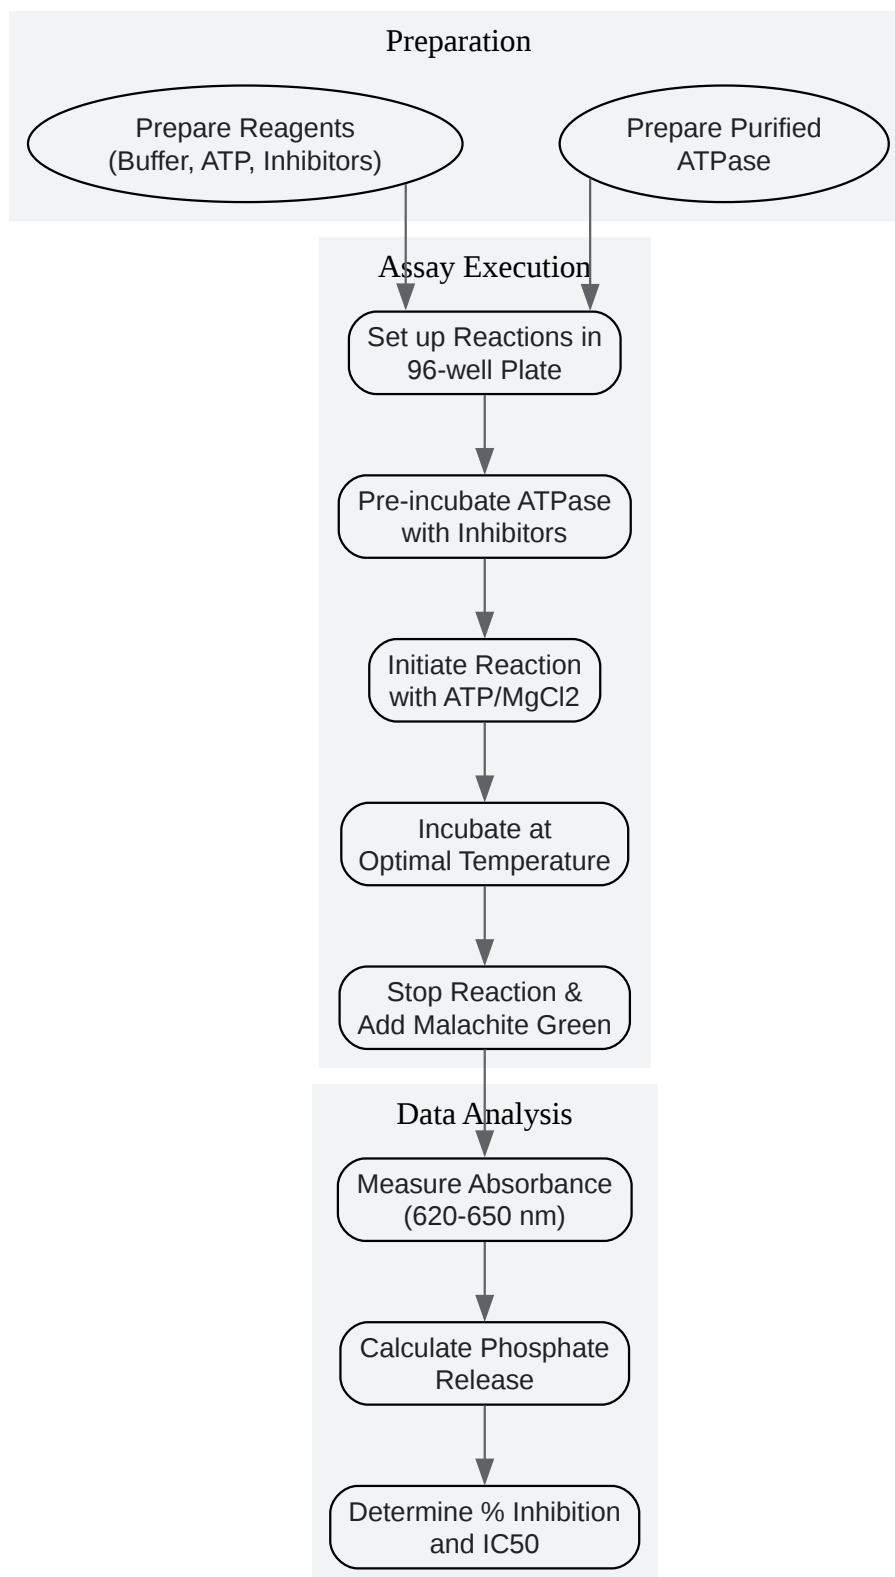 Preparation
Prepare Reagents
(Buffer, ATP, Inhibitors)
Prepare Purified
ATPase
Assay Execution
Set up Reactions in
96-well Plate
Pre-incubate ATPase
with Inhibitors
Initiate Reaction
with ATP/MgCl2
Incubate at
Optimal Temperature
Stop Reaction &
Add Malachite Green
Data Analysis
Measure Absorbance
(620-650 nm)
Calculate Phosphate
Release
Determine % Inhibition
and IC50